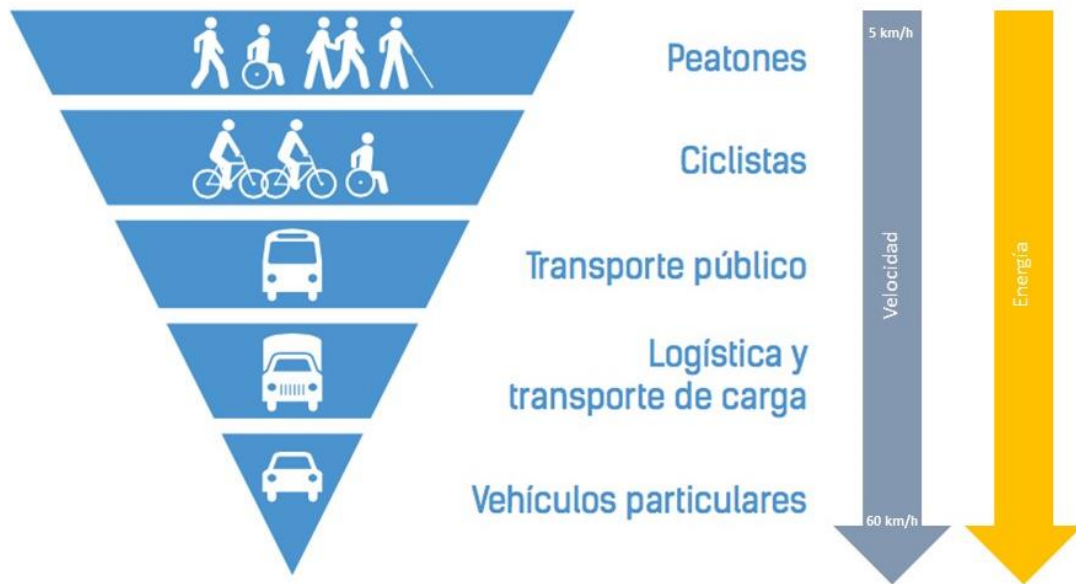 Peatones
Ciclistas
Transporte público
Logística y
transporte de carga
Vehículos particulares
5 km/h
Velocidad
60 km/h
Energía